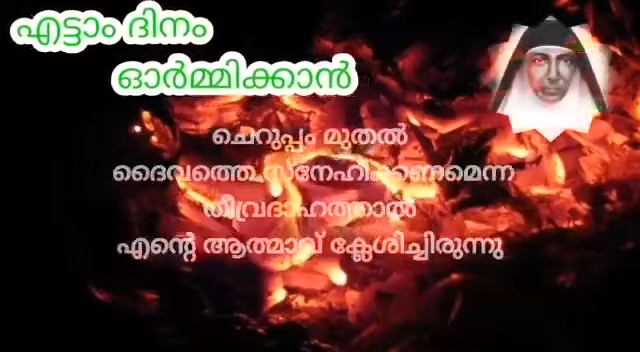 എട്ടാം ദിനം
ഓർമ്മിക്കാൻ
ചെറുപ്പം മുതൽ
ദൈവത്തെ സ്നേഹിക്കണമെന്ന
തീവ്രദാഹത്താൽ
എന്റെ ആത്മാവ് ക്ലേശിച്ചിരുന്നു